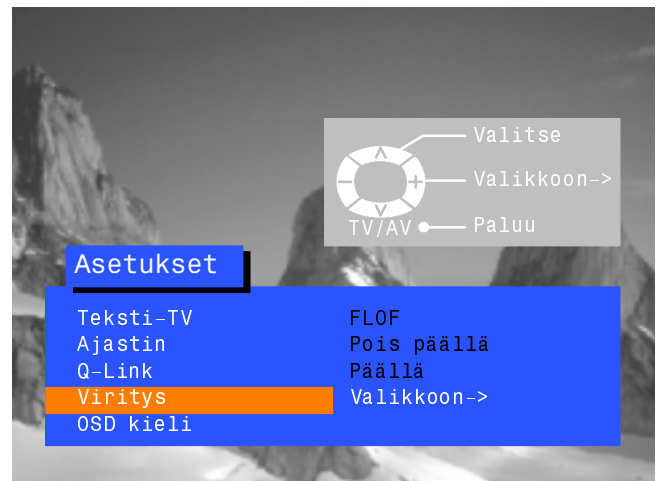 Valitse
Valikkoon->
TV/AV Paluu
Asetukset
Teksti-TV FLOF
Ajastin Pois päällä
Q-Link Päällä
Viritys Valikkoon->
OSD kieli